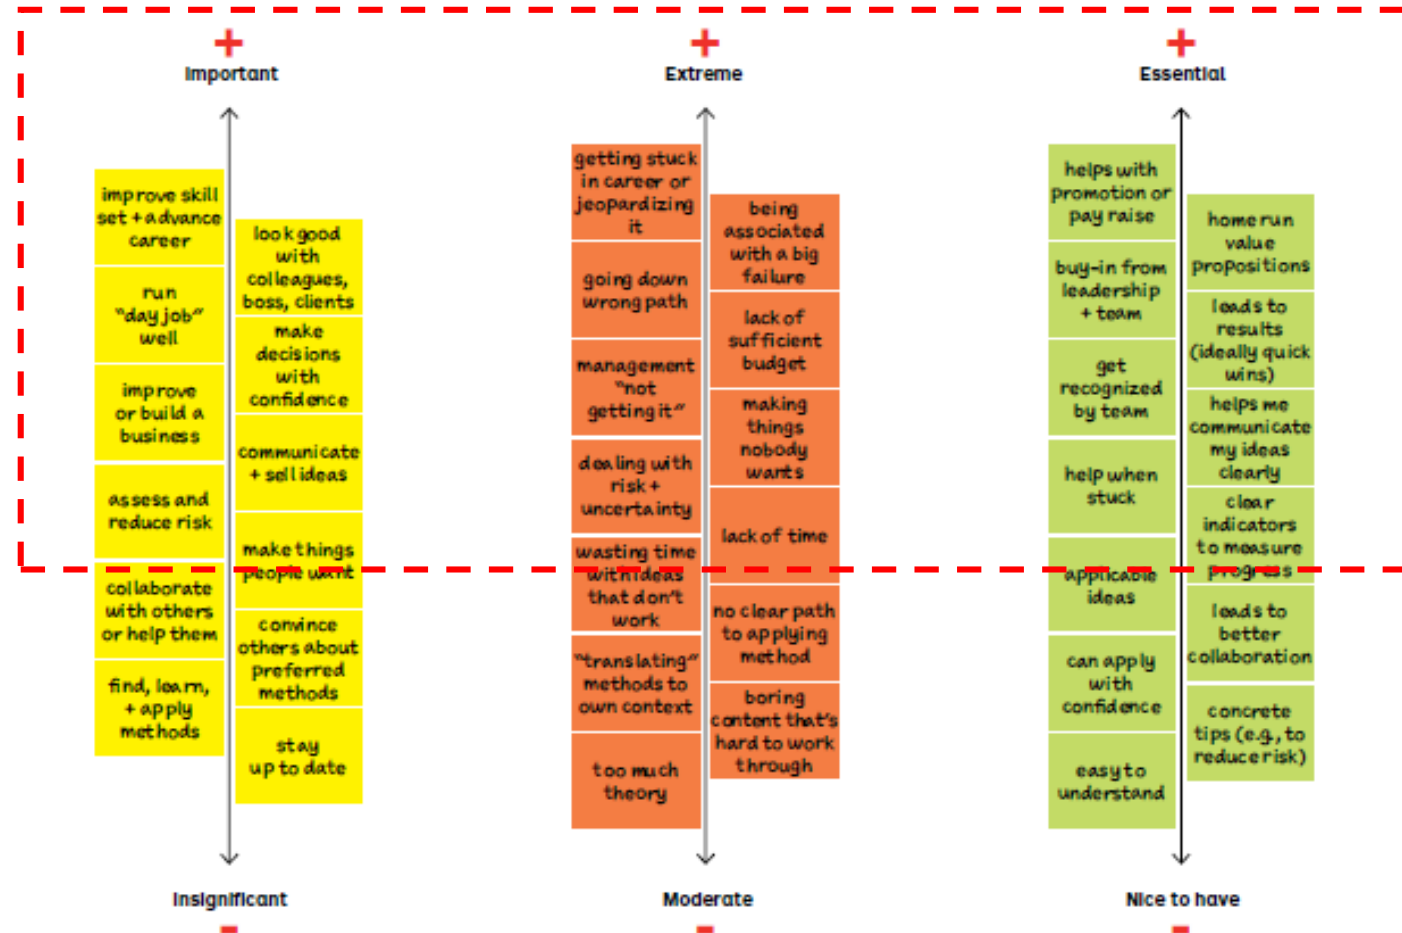 +
Important
improve skill
set + advance
career
run
"day job"
well
improve
or build a
business
assess and
reduce risk
collaborate
with others
or help them
find, learn,
+ apply
methods
look good
with
colleagues,
boss, clients
make
decisions
with
confidence
communicate
+ sell ideas
make things
people want
convince
others about
preferred
methods
stay
up to date
Insignificant
-
+
Extreme
getting stuck
in career or
jeopardizing
it
going down
wrong path
management
"not
getting it"
dealing with
risk +
uncertainty
wasting time
with ideas
that don't
work
"translating"
methods to
own context
too much
theory
being
associated
with a big
failure
lack of
sufficient
budget
making
things
nobody
wants
lack of time
no clear path
to applying
method
boring
content that's
hard to work
through
Moderate
-
+
Essential
helps with
promotion or
pay raise
buy-in from
leadership
+ team
get
recognized
by team
help when
stuck
applicable
ideas
can apply
with
confidence
easy to
understand
home run
value
propositions
leads to
results
(ideally quick
wins)
helps me
communicate
my ideas
clearly
clear
indicators
to measure
progress
leads to
better
collaboration
concrete
tips (e.g., to
reduce risk)
Nice to have
-